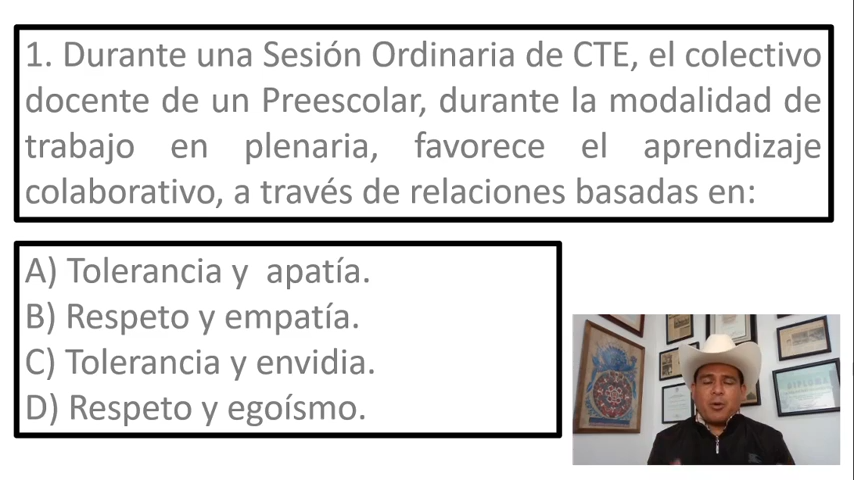 1. Durante una Sesión Ordinaria de CTE, el colectivo
docente de un Preescolar, durante la modalidad de
trabajo en plenaria, favorece el aprendizaje
colaborativo, a través de relaciones basadas en:
A) Tolerancia y apatía.
B) Respeto y empatía.
C) Tolerancia y envidia.
D) Respeto y egoísmo.